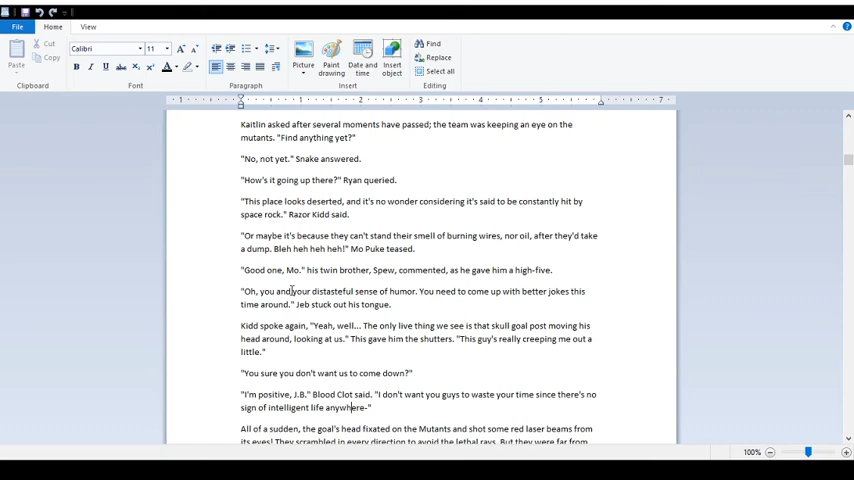 File Home View
Cut
Copy
Paste
Clipboard
Calibri 11
Font
Paragraph
Picture
Paint drawing
Date and time
Insert object
Insert
Find
Replace
Select all
Editing
1 1 2 3 4 5 6 7
Kaitlin asked after several moments have passed; the team was keeping an eye on the
mutants. "Find anything yet?"
"No, not yet." Snake answered.
"How's it going up there?" Ryan queried.
"This place looks deserted, and it's no wonder considering it's said to be constantly hit by
space rock." Razor Kidd said.
"Or maybe it's because they can't stand their smell of burning wires, nor oil, after they'd take
a dump. Bleh heh heh heh!" Mo Puke teased.
"Good one, Mo." his twin brother, Spew, commented, as he gave him a high-five.
"Oh, you and your distasteful sense of humor. You need to come up with better jokes this
time around." Jeb stuck out his tongue.
Kidd spoke again, "Yeah, well... The only live thing we see is that skull goal post moving his
head around, looking at us." This gave him the shutters. "This guy's really creeping me out a
little."
"You sure you don't want us to come down?"
"I'm positive, J.B." Blood Clot said. "I don't want you guys to waste your time since there's no
sign of intelligent life anywhere-"
All of a sudden, the goal's head fixated on the Mutants and shot some red laser beams from
its eyes! They scrambled in every direction to avoid the lethal rays. But they were far from
100%